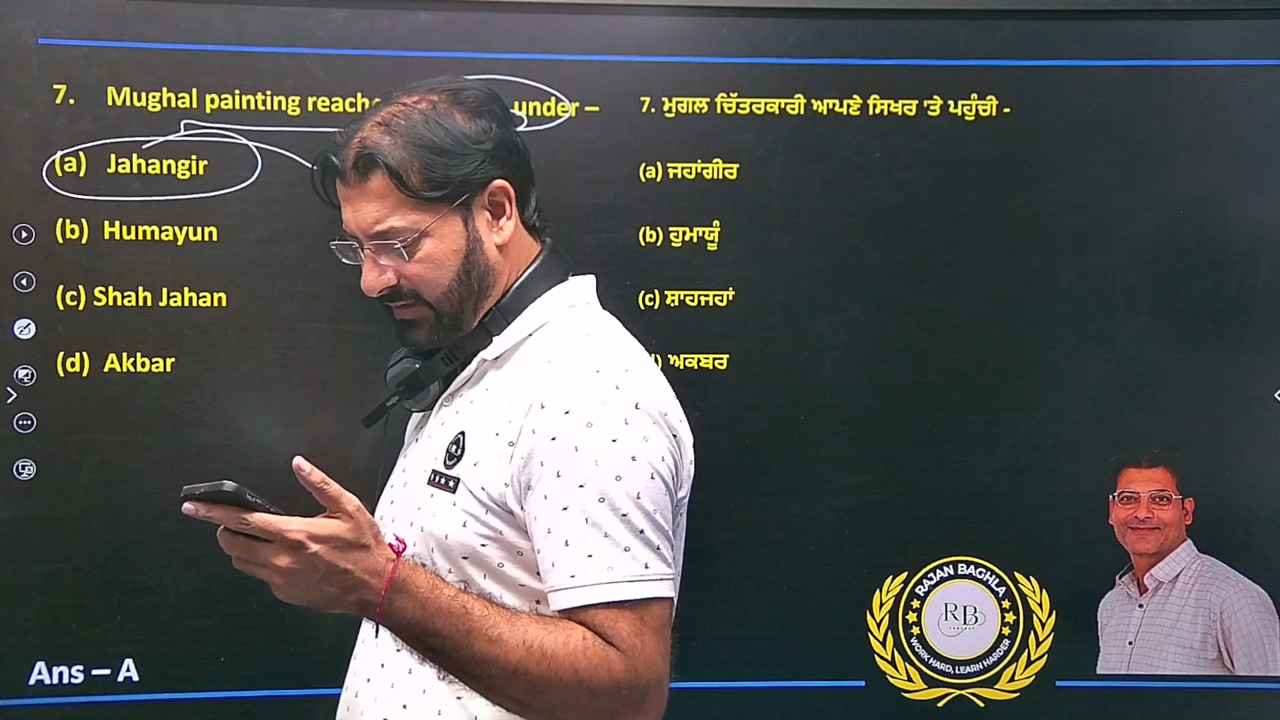 7. Mughal painting under –
(a) Jahangir
(b) Humayun
(c) Shah Jahan
(d) Akbar
7. ਮੁਗਲ ਚਿੱਤਰਕਾਰੀ ਆਪਣੇ ਸਿਖਰ 'ਤੇ ਪਹੁੰਚੀ -
(a) ਜਹਾਂਗੀਰ
(b) ਹੁਮਾਯੂੰ
(c) ਸ਼ਾਹਜਹਾਂ
ਅਕਬਰ
Ans – A
RAJAN BAGHLA
RB
WORK HARD, LEARN HARDER